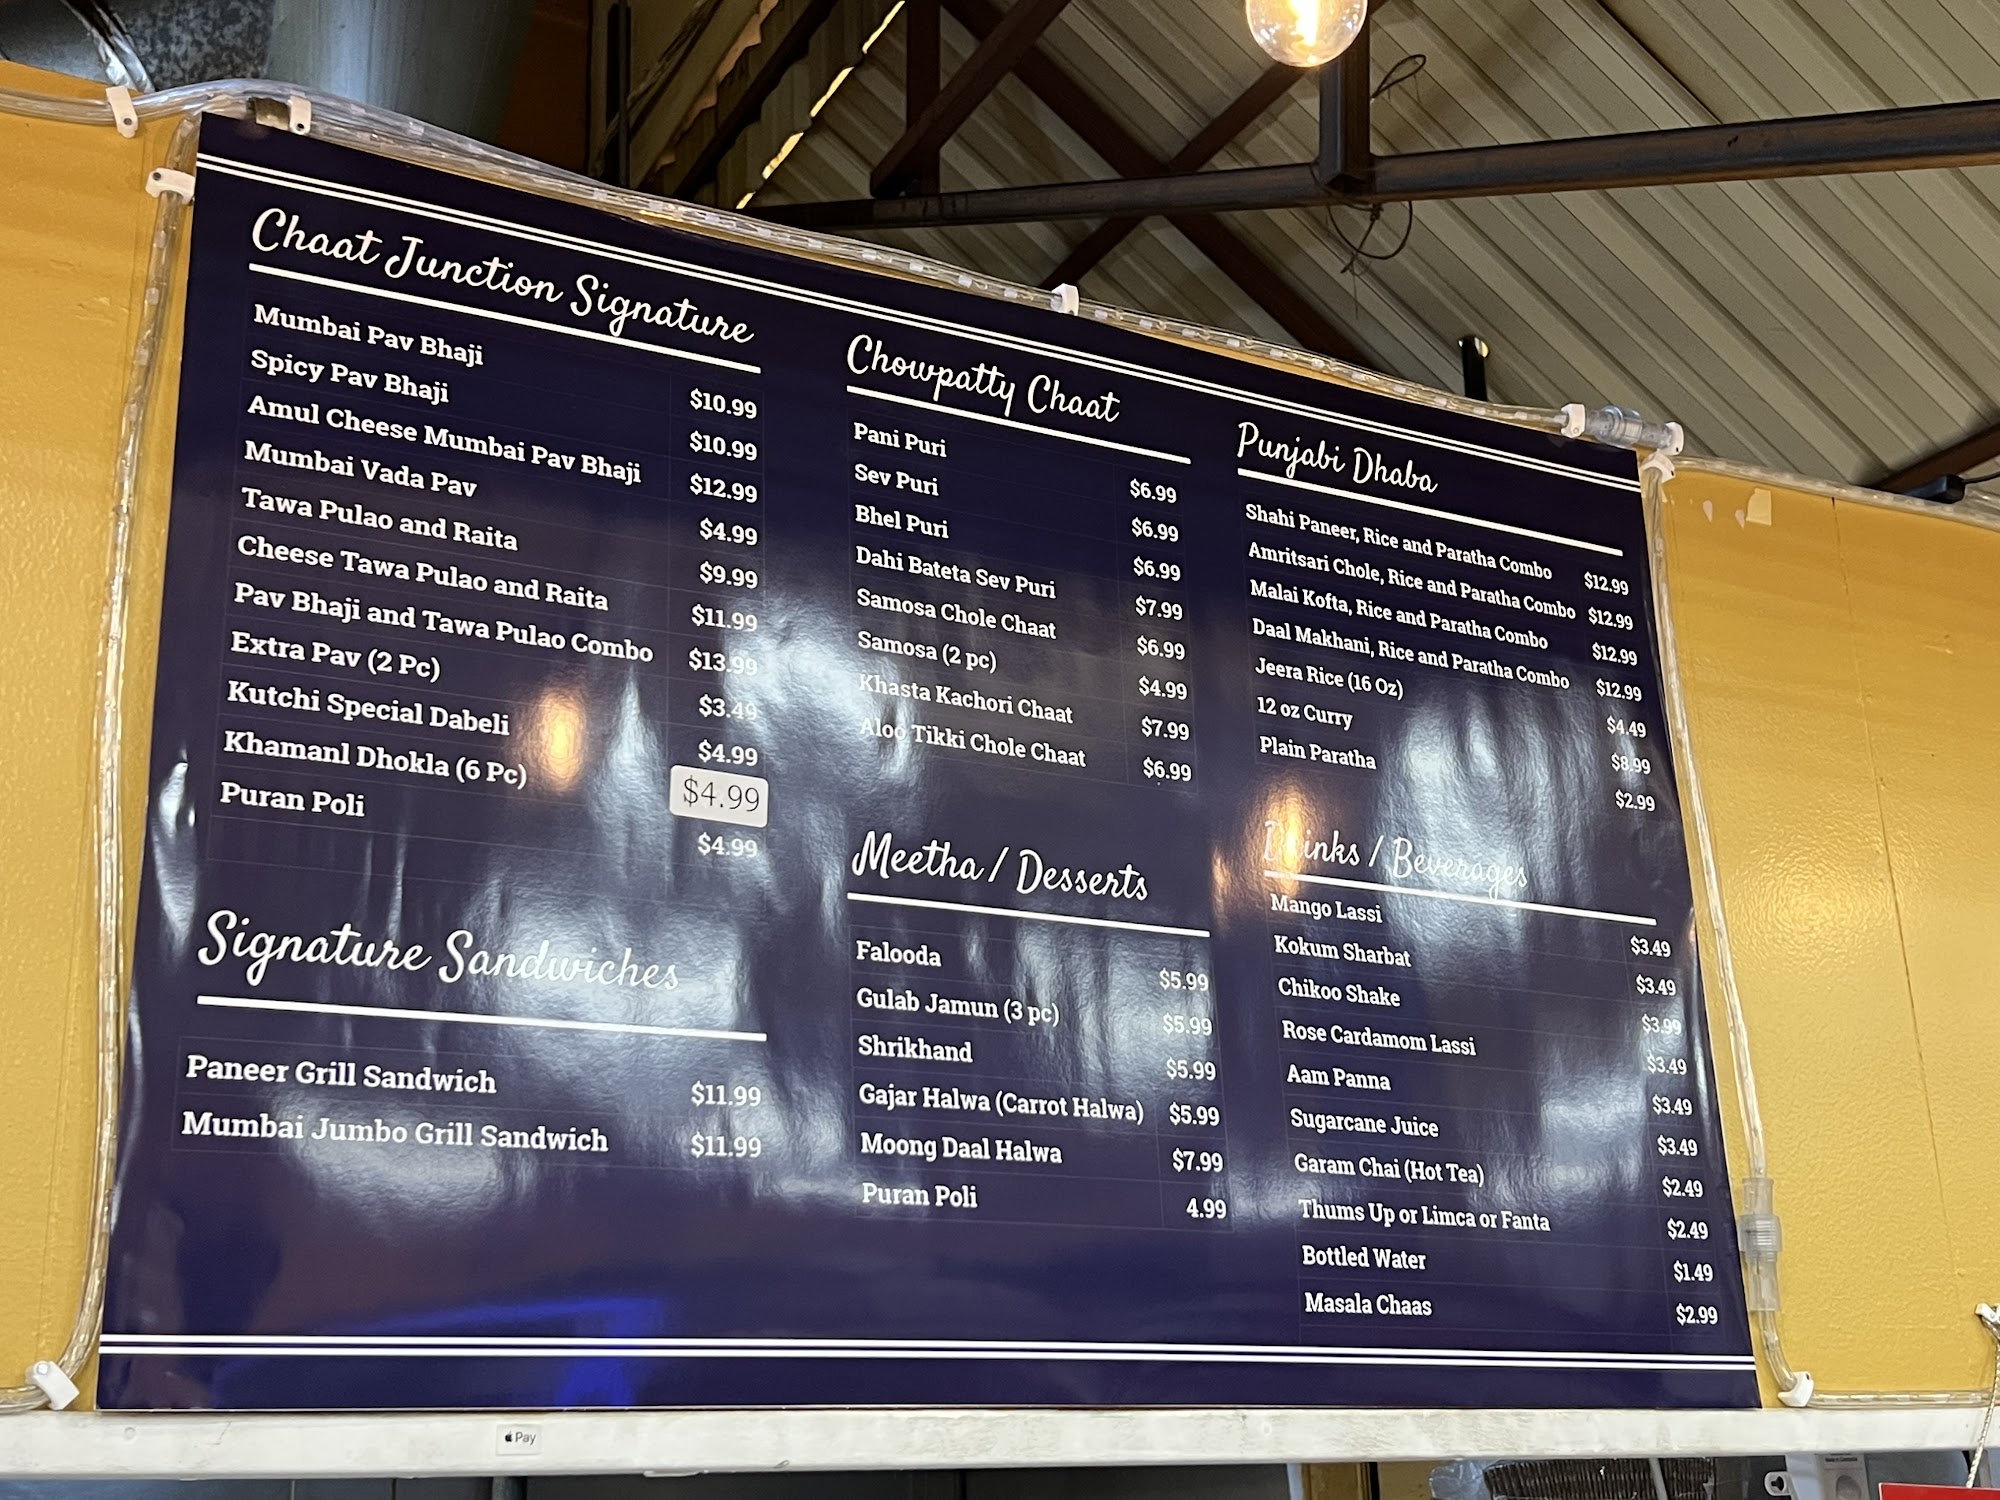 Chaat Junction Signature
Mumbai Pav Bhaji $10.99
Spicy Pav Bhaji $10.99
Amul Cheese Mumbai Pav Bhaji $12.99
Mumbai Vada Pav $4.99
Tawa Pulao and Raita $9.99
Cheese Tawa Pulao and Raita $11.99
Pav Bhaji and Tawa Pulao Combo $13.99
Extra Pav (2 Pc) $3.49
Kutchi Special Dabeli $4.99
Khamanl Dhokla (6 Pc) $4.99
Puran Poli $4.99
Signature Sandwiches
Paneer Grill Sandwich $11.99
Mumbai Jumbo Grill Sandwich $11.99
Chowpatty Chaat
Pani Puri $6.99
Sev Puri $6.99
Bhel Puri $6.99
Dahi Bateta Sev Puri $7.99
Samosa Chole Chaat $6.99
Samosa (2 pc) $4.99
Khasta Kachori Chaat $7.99
Aloo Tikki Chole Chaat $6.99
Meetha / Desserts
Falooda $5.99
Gulab Jamun (3 pc) $5.99
Shrikhand $5.99
Gajar Halwa (Carrot Halwa) $5.99
Moong Daal Halwa $7.99
Puran Poli 4.99
Punjabi Dhaba
Shahi Paneer, Rice and Paratha Combo $12.99
Amritsari Chole, Rice and Paratha Combo $12.99
Malai Kofta, Rice and Paratha Combo $12.99
Daal Makhani, Rice and Paratha Combo $12.99
Jeera Rice (16 Oz) $4.49
12 oz Curry $8.99
Plain Paratha $2.99
Drinks / Beverages
Mango Lassi $3.49
Kokum Sharbat $3.49
Chikoo Shake $3.99
Rose Cardamom Lassi $3.49
Aam Panna $3.49
Sugarcane Juice $3.49
Garam Chai (Hot Tea) $2.49
Thums Up or Limca or Fanta $2.49
Bottled Water $1.49
Masala Chaas $2.99
Pay